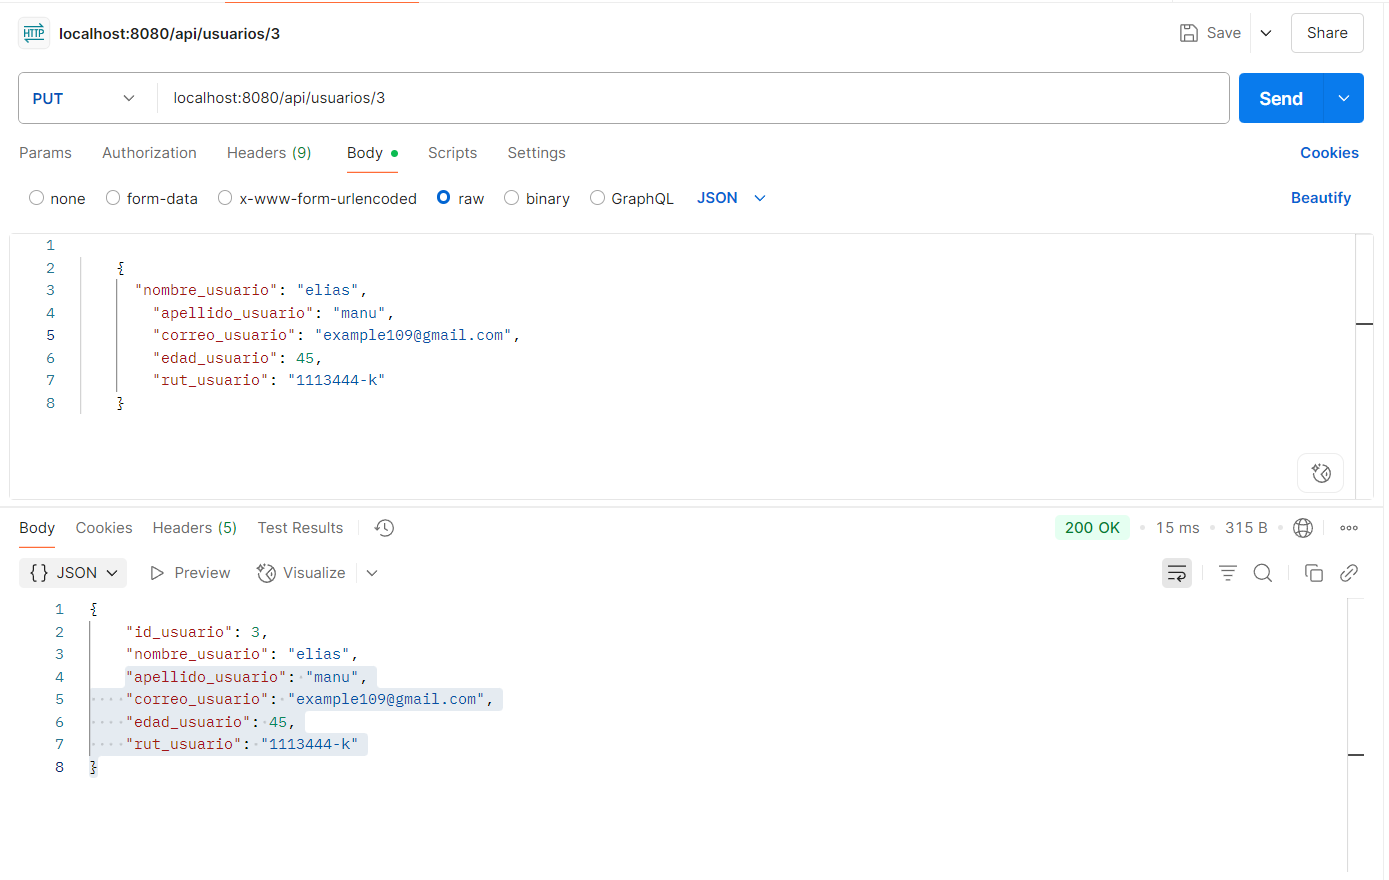 HTTP localhost:8080/api/usuarios/3 Save Share
PUT localhost:8080/api/usuarios/3 Send
Params Authorization Headers (9) Body Scripts Settings Cookies
none form-data x-www-form-urlencoded raw binary GraphQL JSON Beautify
1
2 {
3 "nombre_usuario": "elias",
4 "apellido_usuario": "manu",
5 "correo_usuario": "example109@gmail.com",
6 "edad_usuario": 45,
7 "rut_usuario": "1113444-k"
8 }
Body Cookies Headers (5) Test Results 200 OK 15 ms 315 B
{} JSON Preview Visualize
1 {
2 "id_usuario": 3,
3 "nombre_usuario": "elias",
4 "apellido_usuario": "manu",
5 "correo_usuario": "example109@gmail.com",
6 "edad_usuario": 45,
7 "rut_usuario": "1113444-k"
8 }